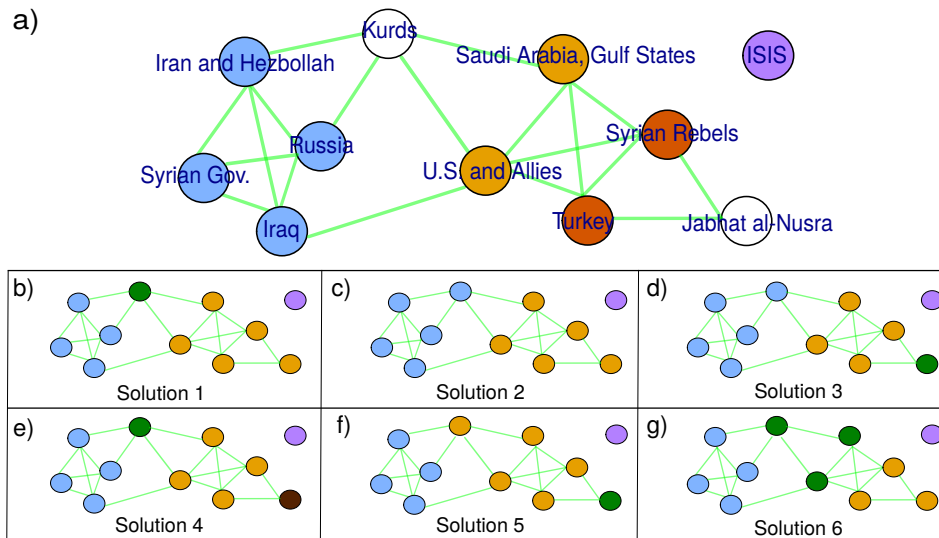 a)
Kurds
Iran and Hezbollah
Saudi Arabia, Gulf States
ISIS
Russia
Syrian Rebels
Syrian Gov.
U.S. and Allies
Iraq
Turkey
Jabhat al-Nusra
b)
c)
d)
Solution 1
Solution 2
Solution 3
e)
f)
g)
Solution 4
Solution 5
Solution 6